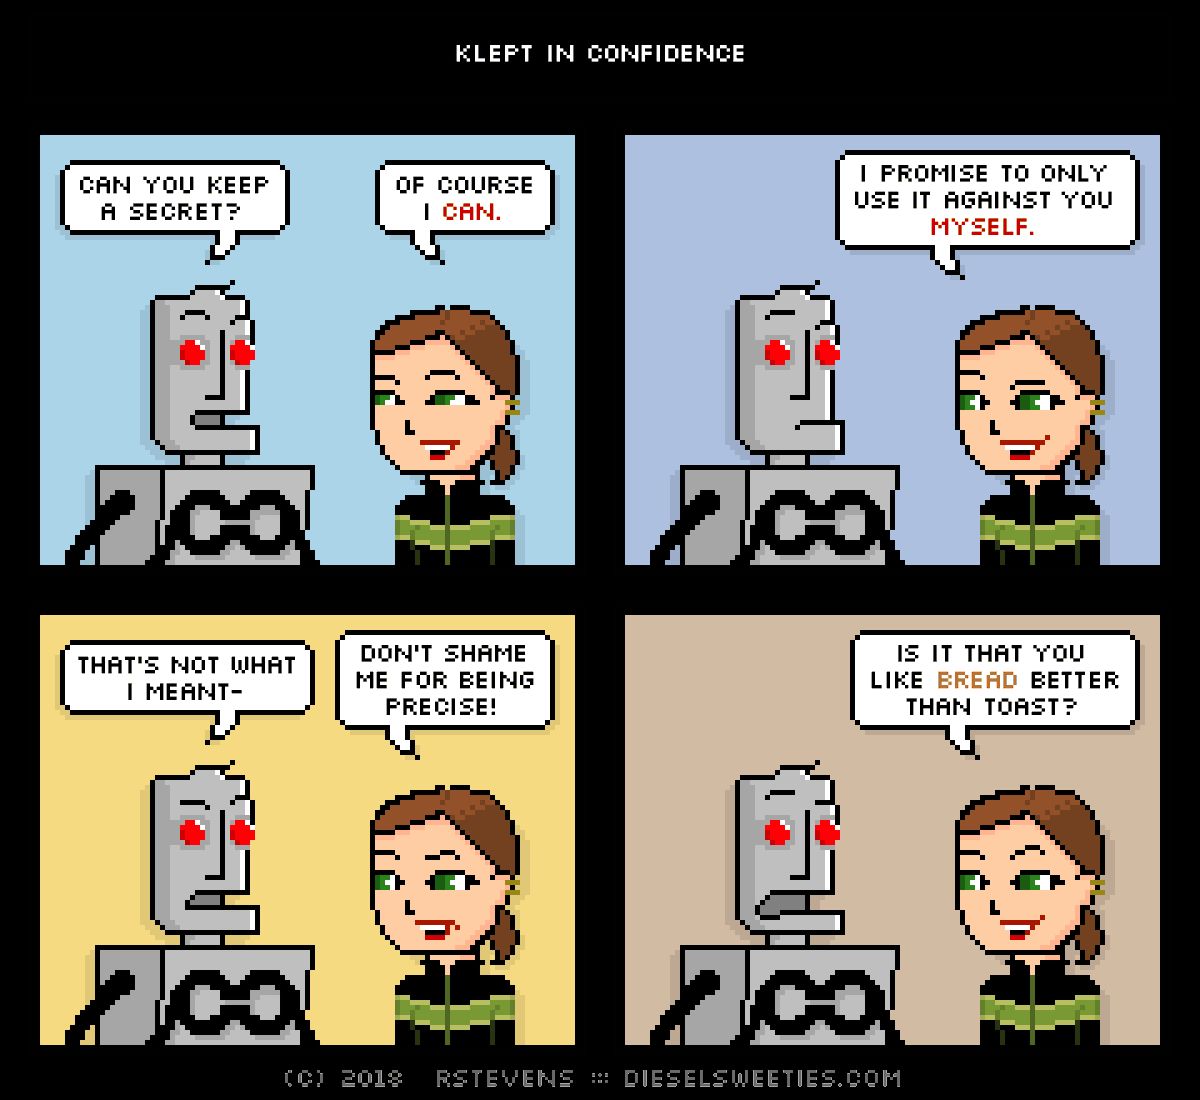 KLEPT IN CONFIDENCE
CAN YOU KEEP
A SECRET?
OF COURSE
I CAN.
I PROMISE TO ONLY
USE IT AGAINST YOU
MYSELF.
THAT'S NOT WHAT
I MEANT-
DON'T SHAME
ME FOR BEING
PRECISE!
IS IT THAT YOU
LIKE BREAD BETTER
THAN TOAST?
(C) 2018 RSTEVENS ::: DIESELSWEETIES.COM